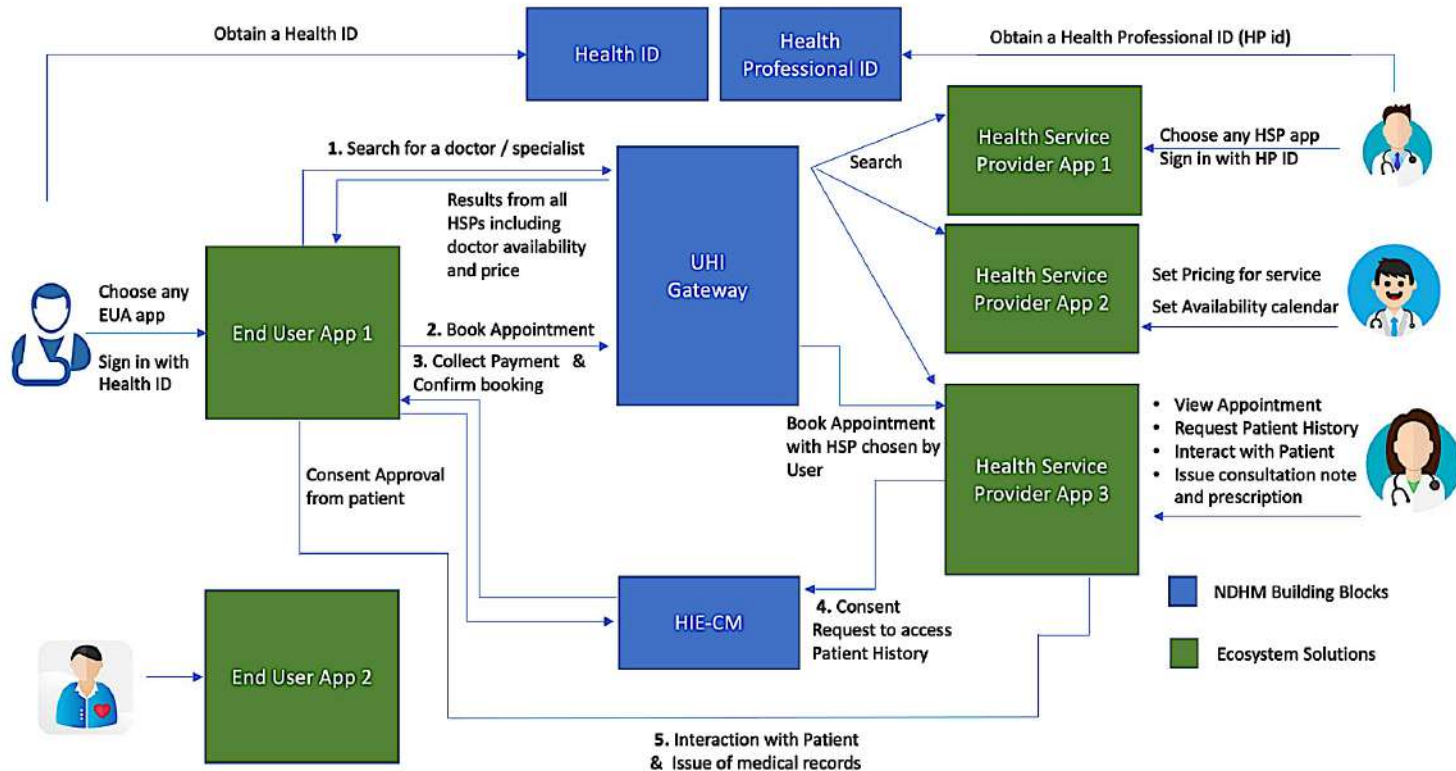 Obtain a Health ID
Health ID
Health
Professional ID
Obtain a Health Professional ID (HP id)
1. Search for a doctor / specialist
Results from all
HSPs including
doctor availability
and price
UHI
Gateway
Search
Health Service
Provider App 1
Choose any HSP app
Sign in with HP ID
Health Service
Provider App 2
Set Pricing for service
Set Availability calendar
Choose any
EUA app
Sign in with
Health ID
End User App 1
2. Book Appointment
3. Collect Payment &
Confirm booking
Book Appointment
with HSP chosen by
User
Health Service
Provider App 3
• View Appointment
• Request Patient History
• Interact with Patient
• Issue consultation note
and prescription
Consent Approval
from patient
HIE-CM
4. Consent
Request to access
Patient History
NDHM Building Blocks
Ecosystem Solutions
End User App 2
5. Interaction with Patient
& Issue of medical records